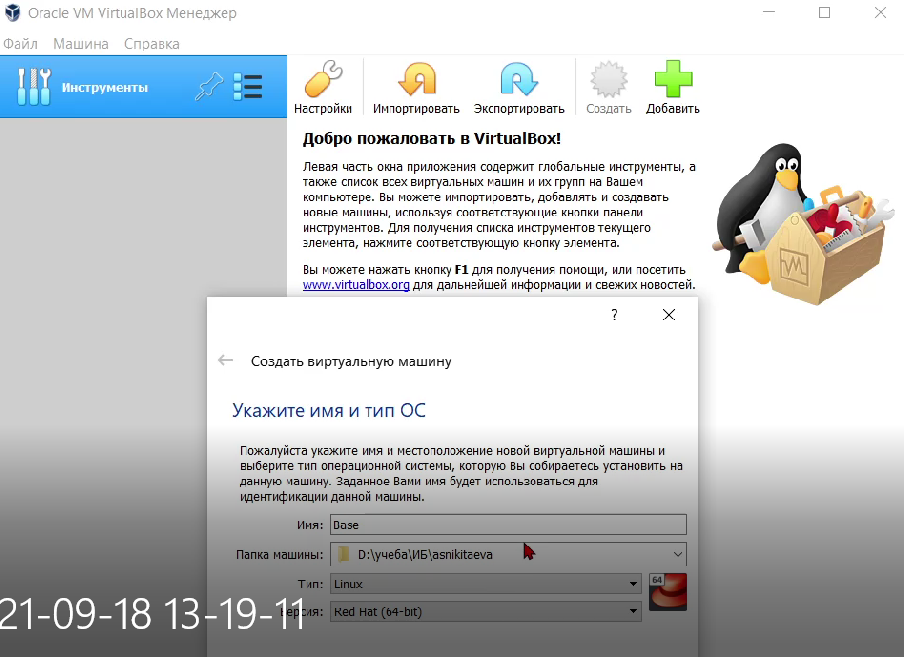 Oracle VM VirtualBox Менеджер
Файл Машина Справка
Инструменты
Настройки Импортировать Экспортировать Создать Добавить
Добро пожаловать в VirtualBox!
Левая часть окна приложения содержит глобальные инструменты, а
также список всех виртуальных машин и их групп на Вашем
компьютере. Вы можете импортировать, добавлять и создавать
новые машины, используя соответствующие кнопки панели
инструментов. Для получения списка инструментов текущего
элемента, нажмите соответствующую кнопку элемента.
Вы можете нажать кнопку F1 для получения помощи, или посетить
www.virtualbox.org для дальнейшей информации и свежих новостей.
?
Создать виртуальную машину
Укажите имя и тип ОС
Пожалуйста укажите имя и местоположение новой виртуальной машины и
выберите тип операционной системы, которую Вы собираетесь установить на
данную машину. Заданное Вами имя будет использоваться для
идентификации данной машины.
Имя: Base
Папка машины: D:\учеба\ИБ\asnikitaeva
Тип: Linux
64
Версия: Red Hat (64-bit)
21-09-18 13-19-11